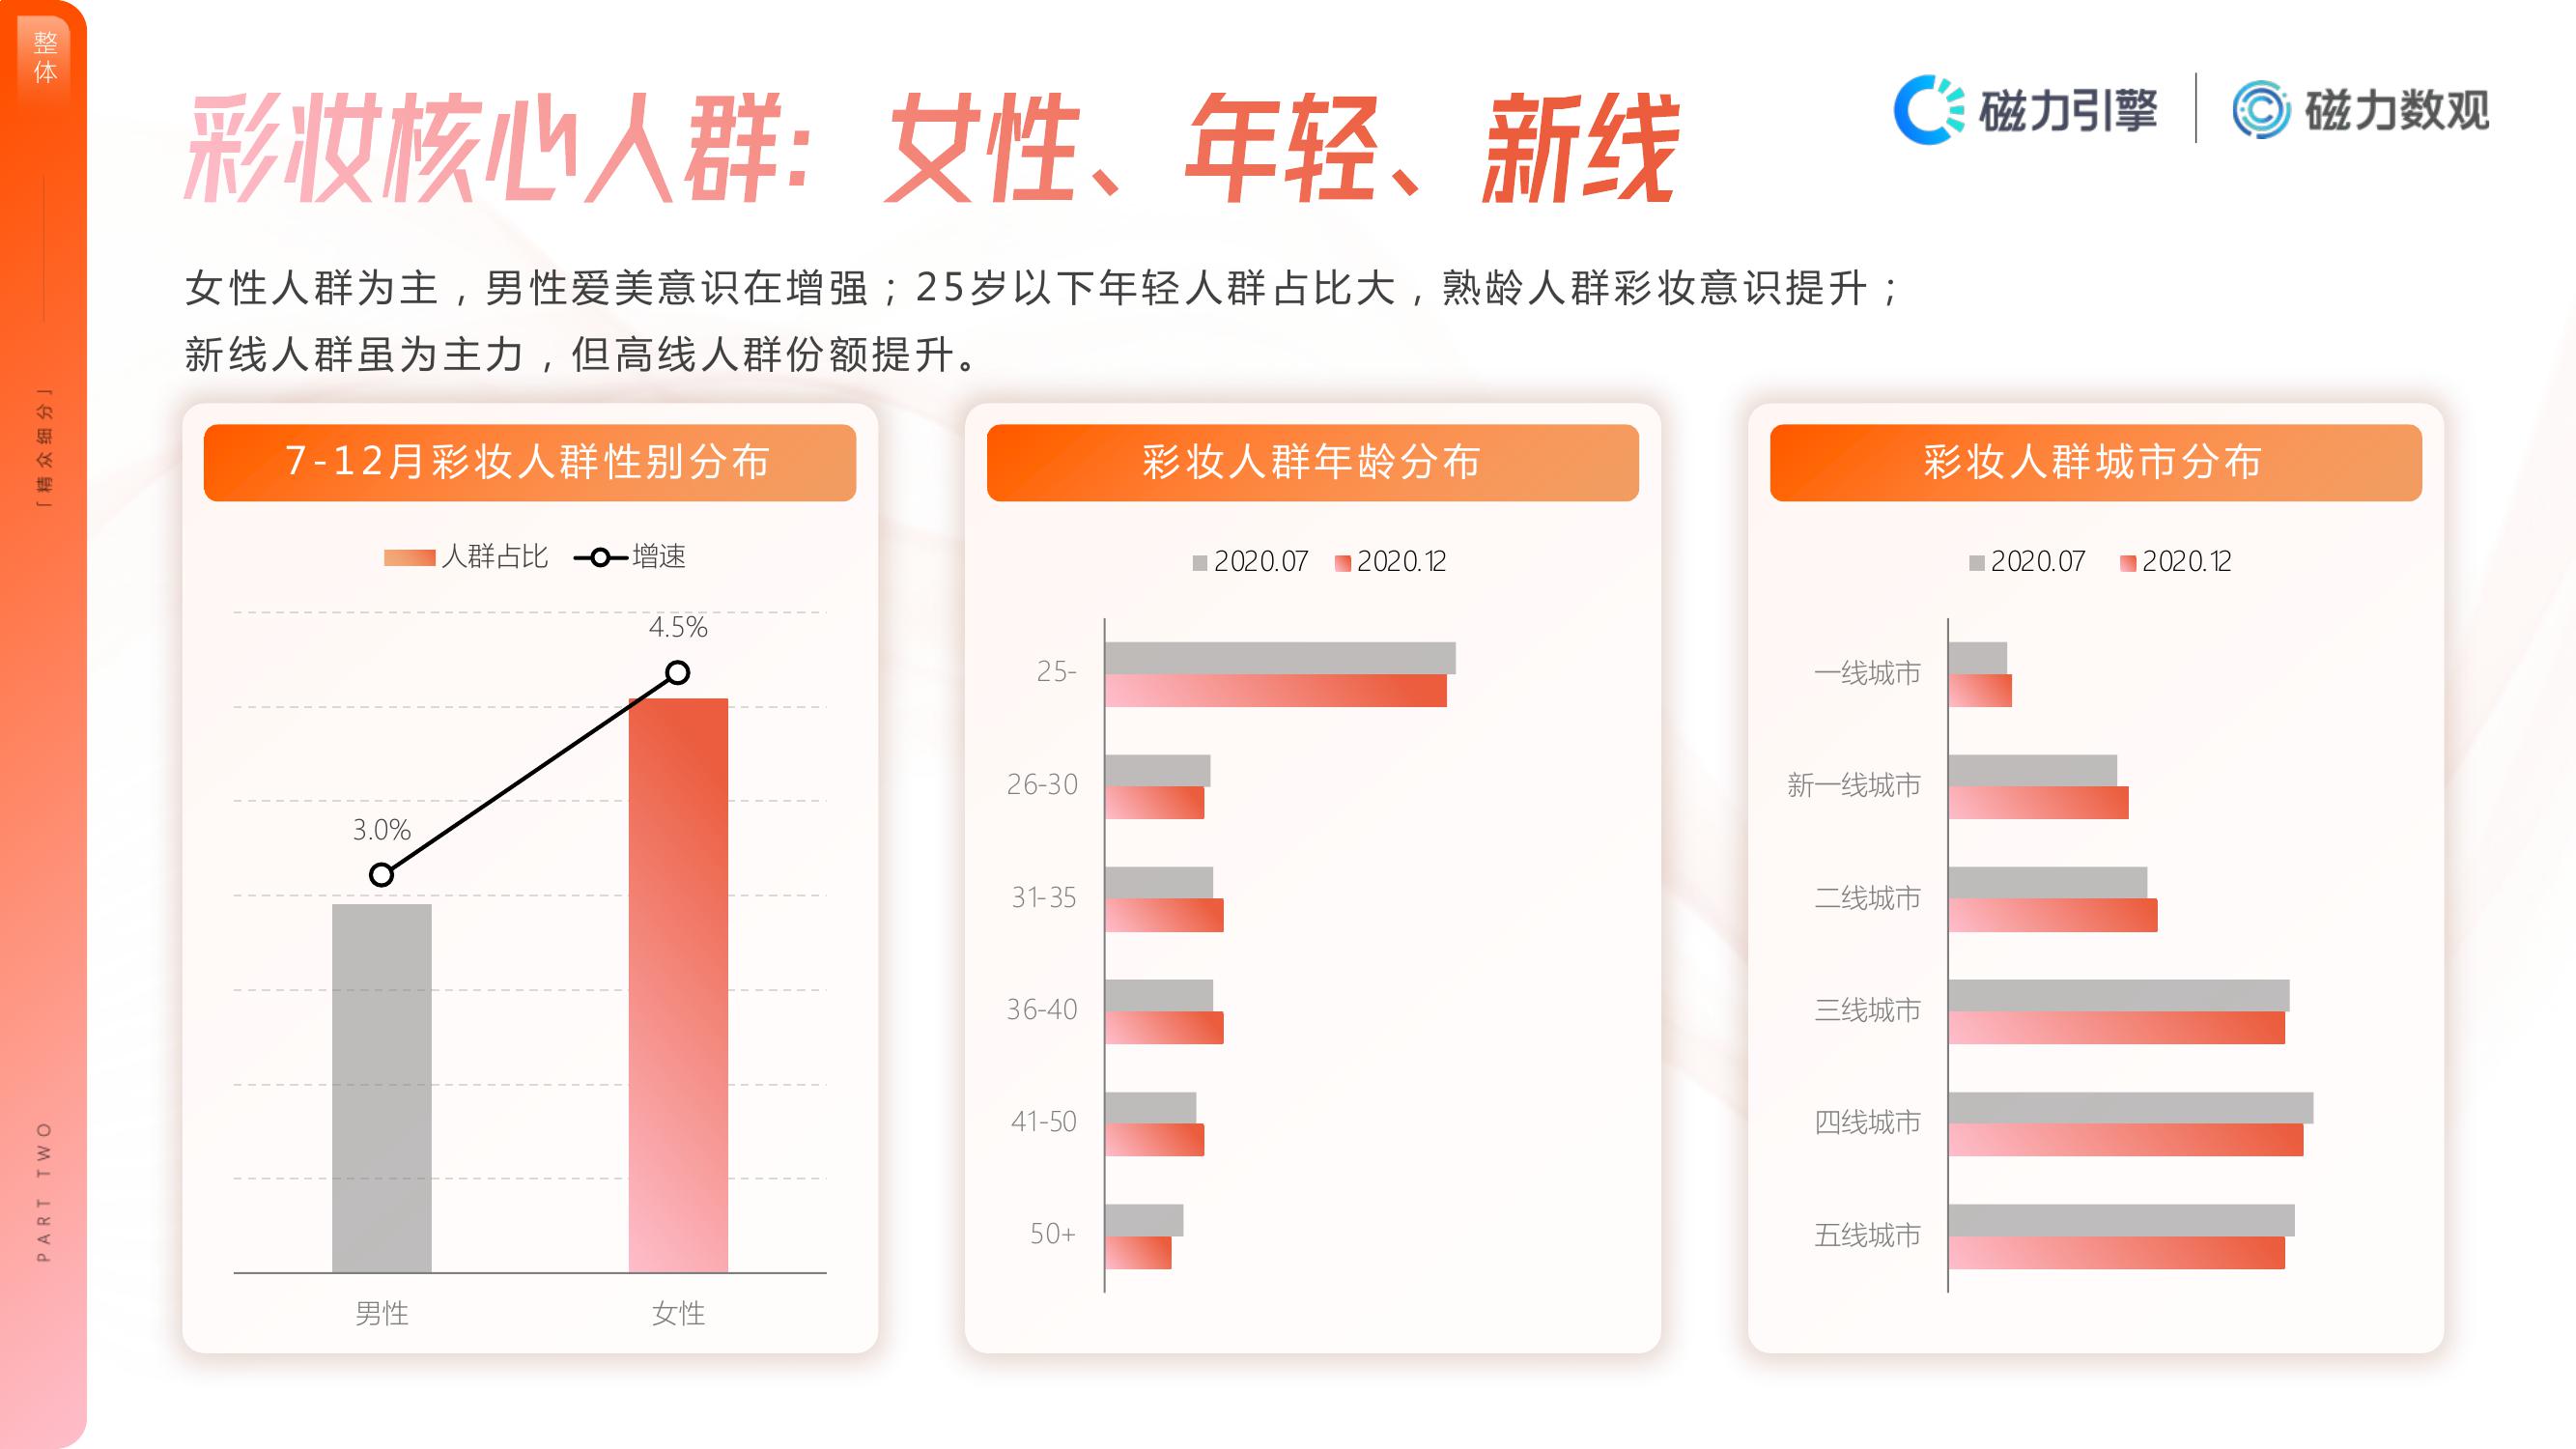 整体
「精众细分」
PART TWO
彩妆核心人群：女性、年轻、新线
磁力引擎
磁力数观
女性人群为主，男性爱美意识在增强；25岁以下年轻人群占比大，熟龄人群彩妆意识提升；
新线人群虽为主力，但高线人群份额提升。
7-12月彩妆人群性别分布
人群占比 增速
4.5%
3.0%
男性 女性
彩妆人群年龄分布
2020.07 2020.12
25-
26-30
31-35
36-40
41-50
50+
彩妆人群城市分布
2020.07 2020.12
一线城市
新一线城市
二线城市
三线城市
四线城市
五线城市